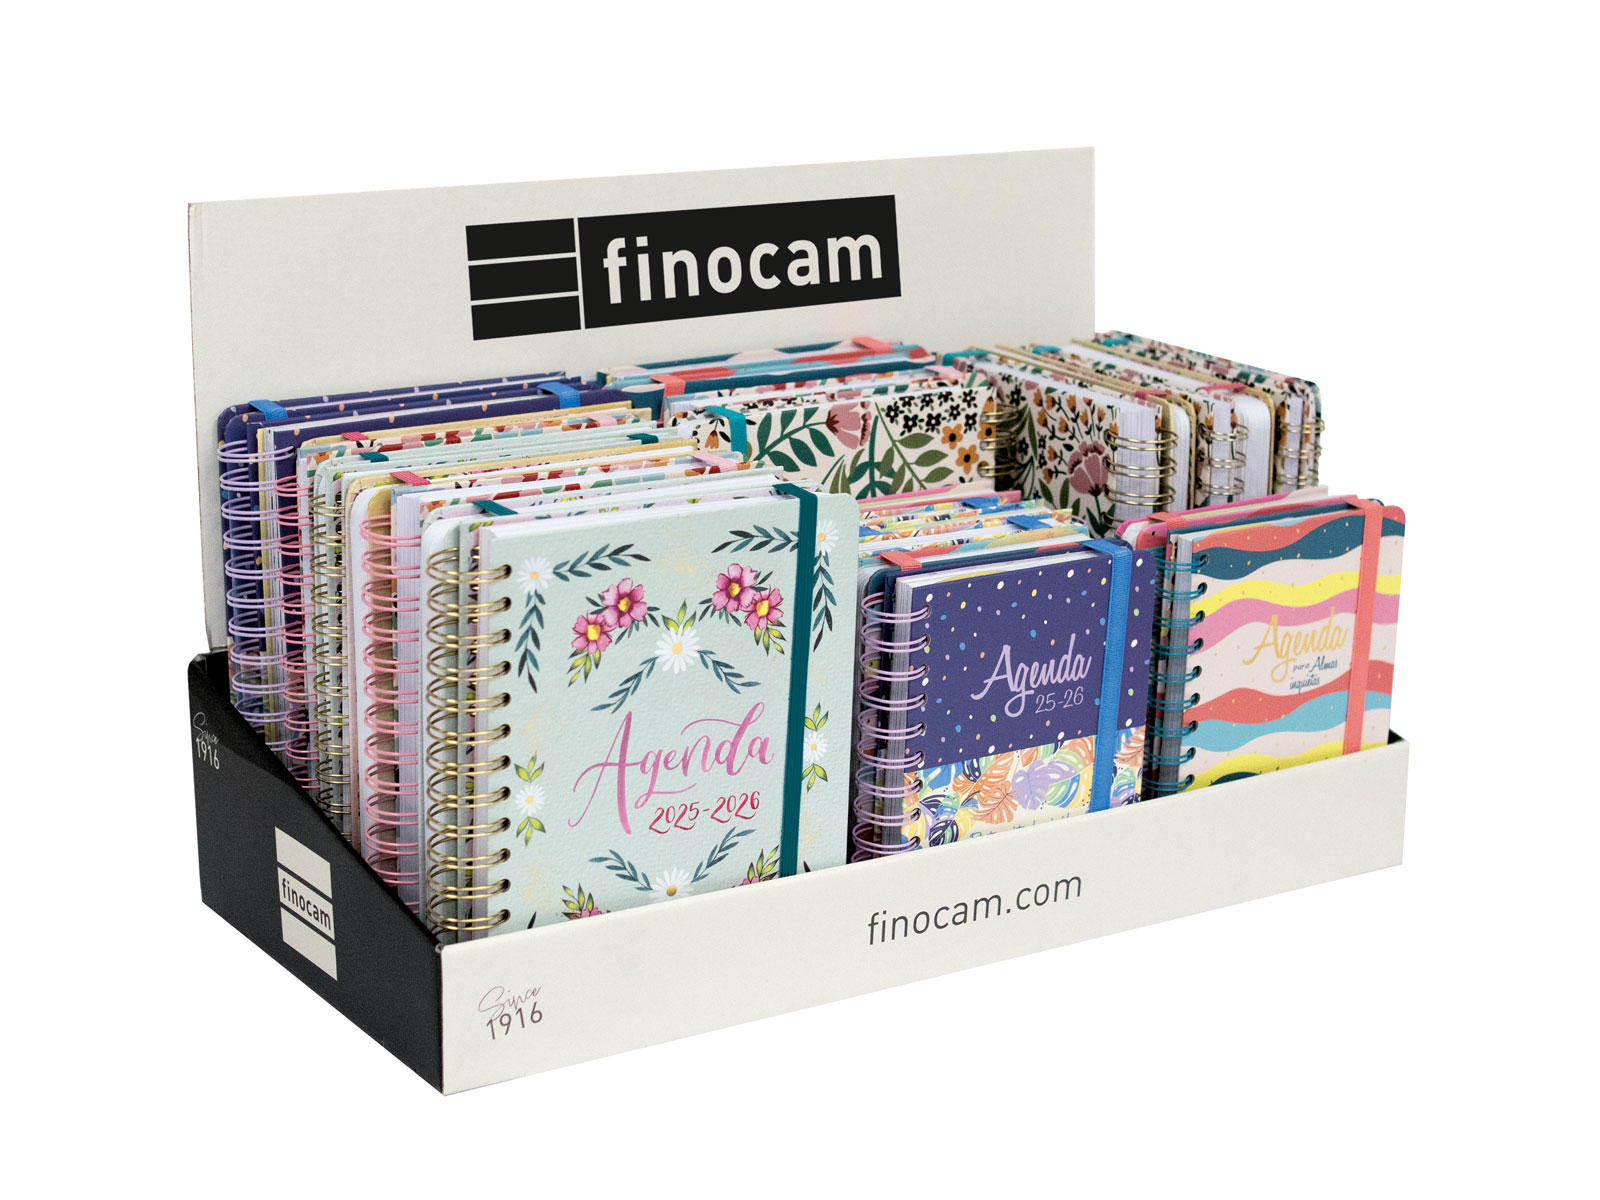 finocam
Agenda
2025-2026
Agenda
25-26
Agenda
para Almas
inquietas
Since
1916
finocam
finocam.com
Since
1916